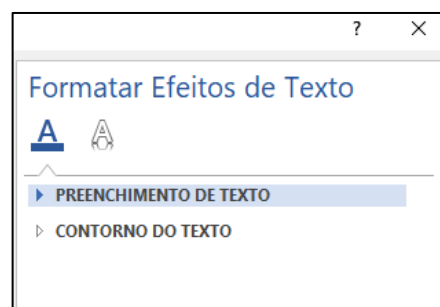 ?
Formatar Efeitos de Texto
A A
PREENCHIMENTO DE TEXTO
CONTORNO DO TEXTO